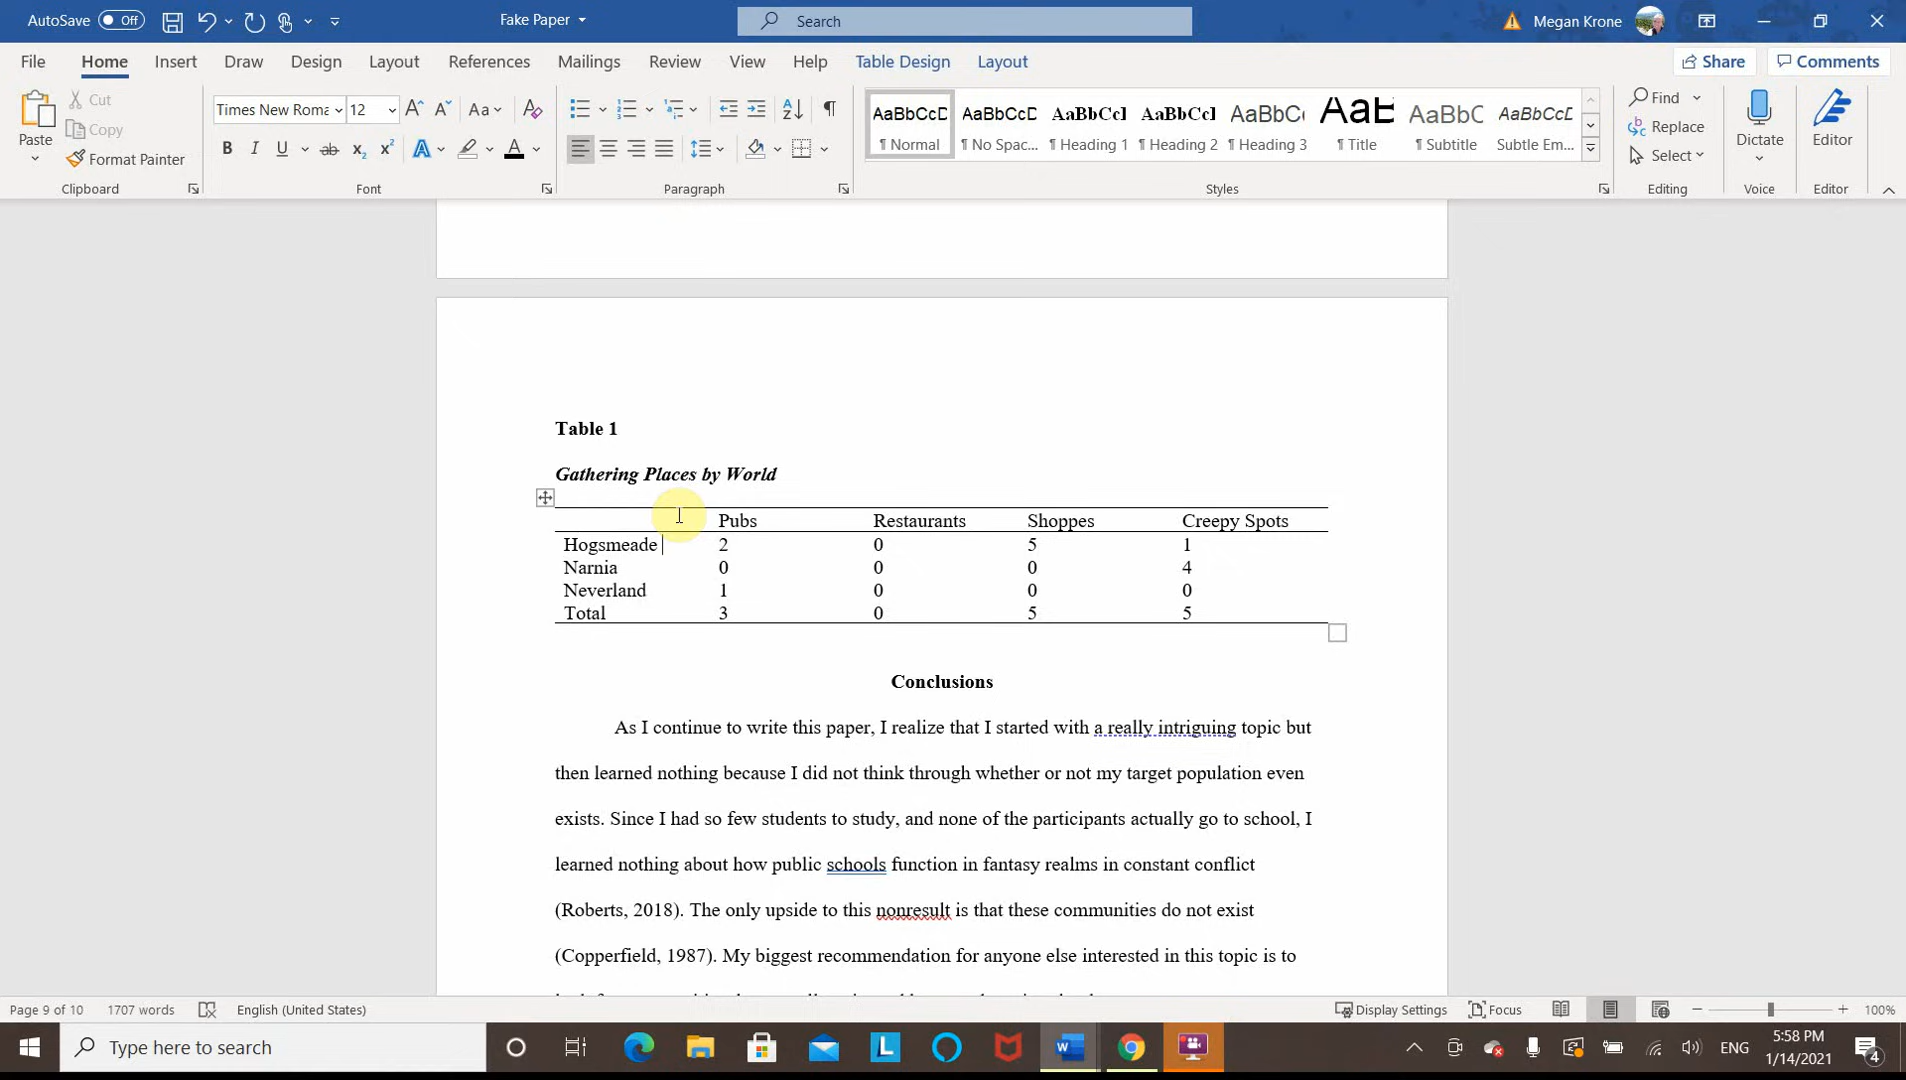 AutoSave Off
Fake Paper
Search
Megan Krone
File Home Insert Draw Design Layout References Mailings Review View Help Table Design Layout Share Comments
Paste
Cut
Copy
Format Painter
Clipboard
Times New Roma 12
Aa
B I U ab x₂ x² A A
Font
Paragraph
AaBbCcD AaBbCcD AaBbCcI AaBbCcI AaBbC AaB AaBbC AaBbCcD
¶ Normal ¶ No Spac... ¶ Heading 1 ¶ Heading 2 ¶ Heading 3 ¶ Title ¶ Subtitle Subtle Em...
Styles
Find
Replace
Select
Editing
Dictate
Voice
Editor
Editor
Table 1
Gathering Places by World
Pubs Restaurants Shoppes Creepy Spots
Hogsmeade 2 0 5 1
Narnia 0 0 0 4
Neverland 1 0 0 0
Total 3 0 5 5
Conclusions
As I continue to write this paper, I realize that I started with a really intriguing topic but
then learned nothing because I did not think through whether or not my target population even
exists. Since I had so few students to study, and none of the participants actually go to school, I
learned nothing about how public schools function in fantasy realms in constant conflict
(Roberts, 2018). The only upside to this nonresult is that these communities do not exist
(Copperfield, 1987). My biggest recommendation for anyone else interested in this topic is to
Page 9 of 10 1707 words English (United States) Display Settings Focus 100%
Type here to search
ENG
5:58 PM
1/14/2021
4